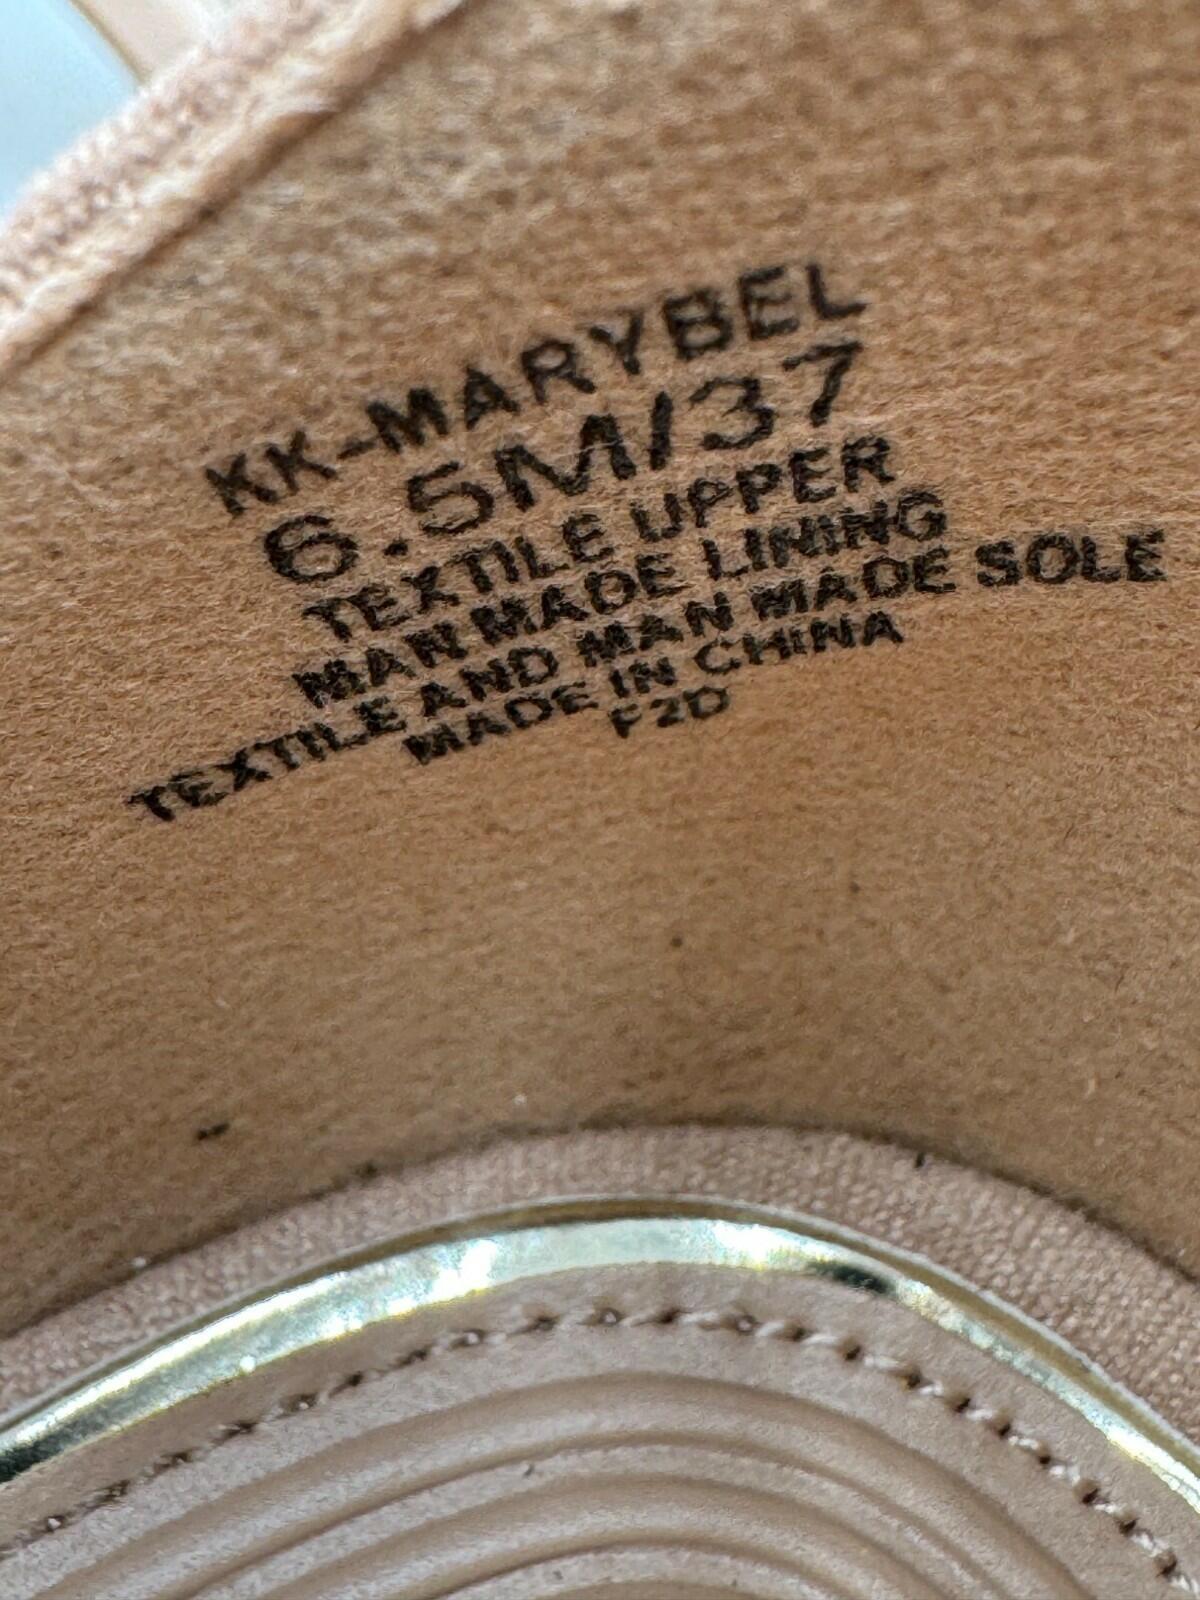 KK-MARYBEL
6.5M/37
TEXTILE UPPER
MAN MADE LINING
TEXTILE AND MAN MADE SOLE
MADE IN CHINA
F2D